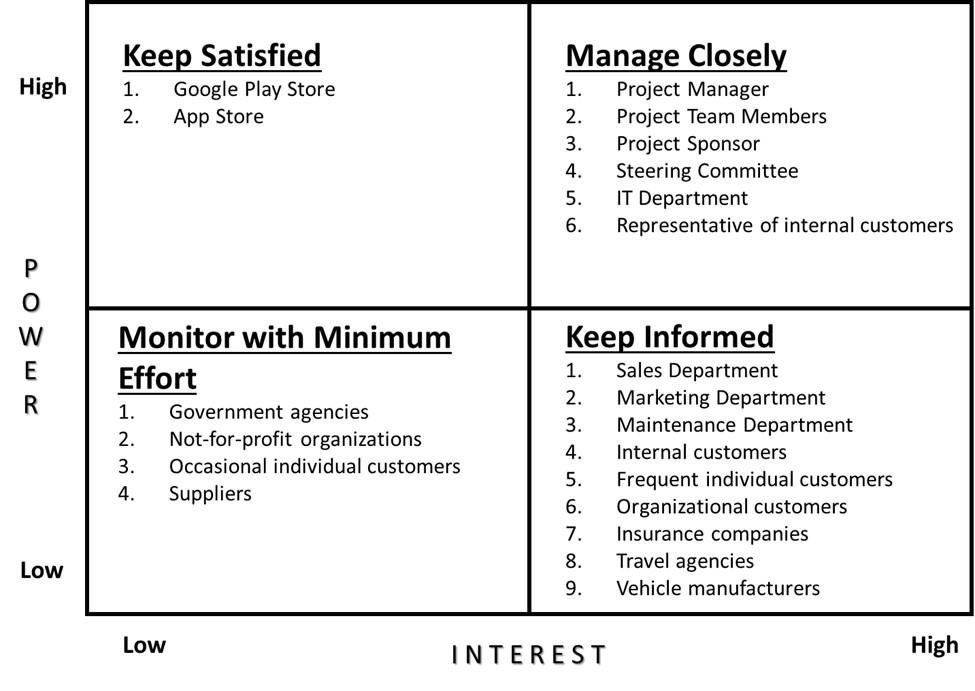 High
Keep Satisfied
1. Google Play Store
2. App Store
Manage Closely
1. Project Manager
2. Project Team Members
3. Project Sponsor
4. Steering Committee
5. IT Department
6. Representative of internal customers
P
O
W
E
R
Monitor with Minimum
Effort
1. Government agencies
2. Not-for-profit organizations
3. Occasional individual customers
4. Suppliers
Keep Informed
1. Sales Department
2. Marketing Department
3. Maintenance Department
4. Internal customers
5. Frequent individual customers
6. Organizational customers
7. Insurance companies
8. Travel agencies
9. Vehicle manufacturers
Low
Low
INTEREST
High